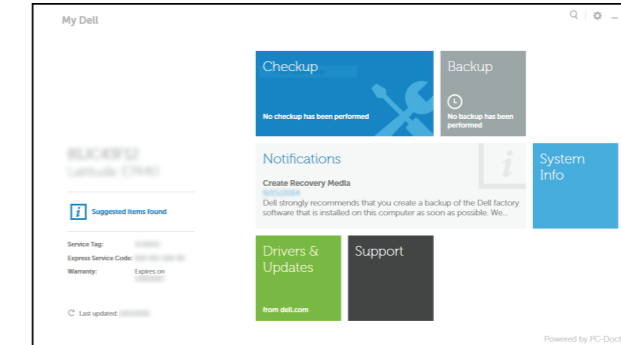 My Dell
Checkup
No checkup has been performed
Backup
No backup has been
performed
Notifications
Create Recovery Media
Dell strongly recommends that you create a backup of the Dell factory
software that is installed on this computer as soon as possible. We...
System
Info
Suggested items found
Service Tag:
Express Service Code:
Warranty: Expires on
Last updated:
Drivers &
Updates
from dell.com
Support
Powered by PC-Doct